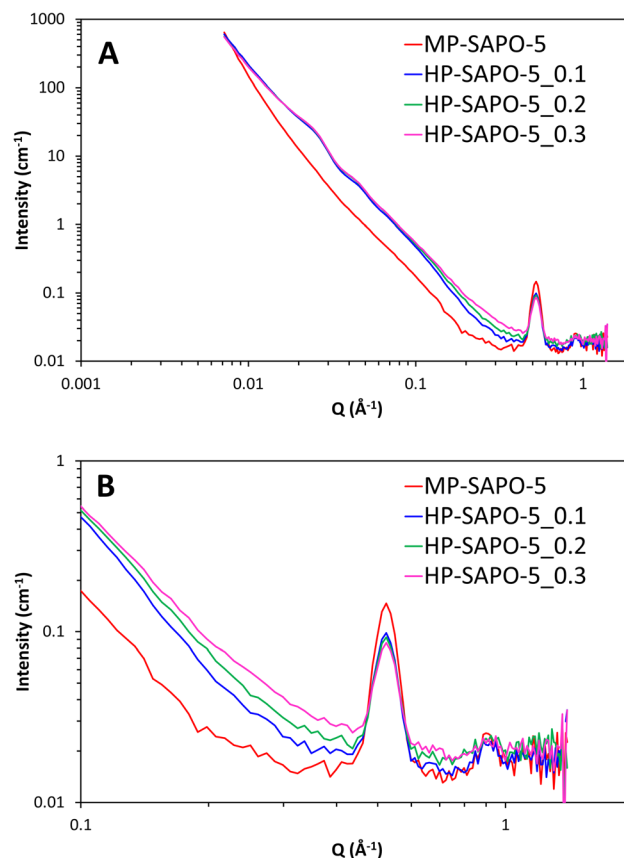 A
MP-SAPO-5
HP-SAPO-5_0.1
HP-SAPO-5_0.2
HP-SAPO-5_0.3
Intensity (cm⁻¹)
1000
100
10
1
0.1
0.01
0.001
0.01
0.1
1
Q (Å⁻¹)
B
MP-SAPO-5
HP-SAPO-5_0.1
HP-SAPO-5_0.2
HP-SAPO-5_0.3
Intensity (cm⁻¹)
1
0.1
0.01
0.1
1
Q (Å⁻¹)